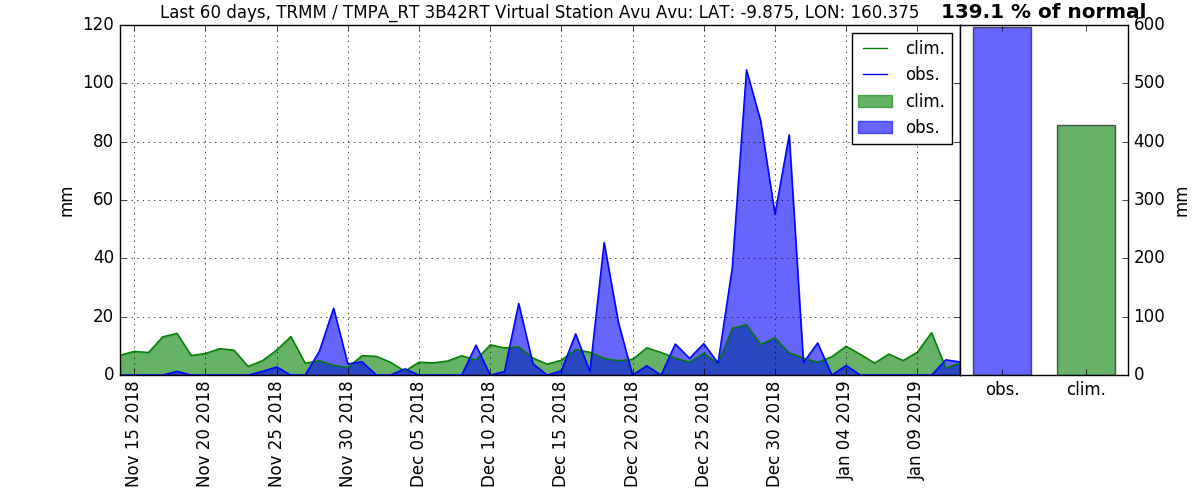 Last 60 days, TRMM / TMPA_RT 3B42RT Virtual Station Avu Avu: LAT: -9.875, LON: 160.375
139.1 % of normal
120
100
80
60
40
20
0
mm
clim.
obs.
clim.
obs.
600
500
400
300
200
100
0
mm
Nov 15 2018
Nov 20 2018
Nov 25 2018
Nov 30 2018
Dec 05 2018
Dec 10 2018
Dec 15 2018
Dec 20 2018
Dec 25 2018
Dec 30 2018
Jan 04 2019
Jan 09 2019
obs.
clim.